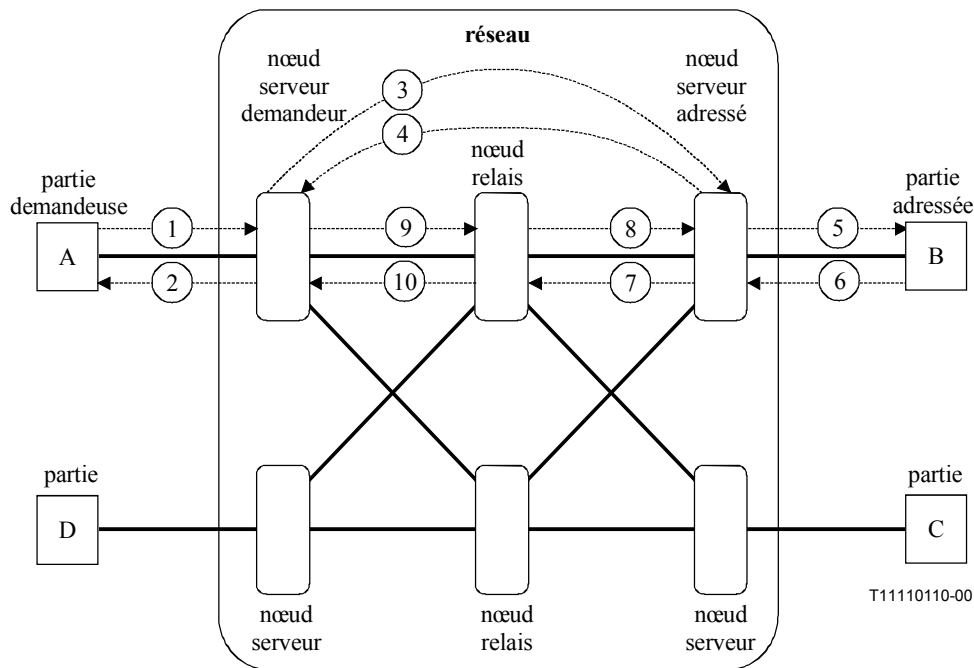 réseau
nœud
serveur
demandeur
3
4
nœud
serveur
adressé
nœud
relais
partie
demandeuse
partie
adressée
1
9
8
5
A
B
2
10
7
6
partie
partie
D
C
T11110110-00
nœud
serveur
nœud
relais
nœud
serveur